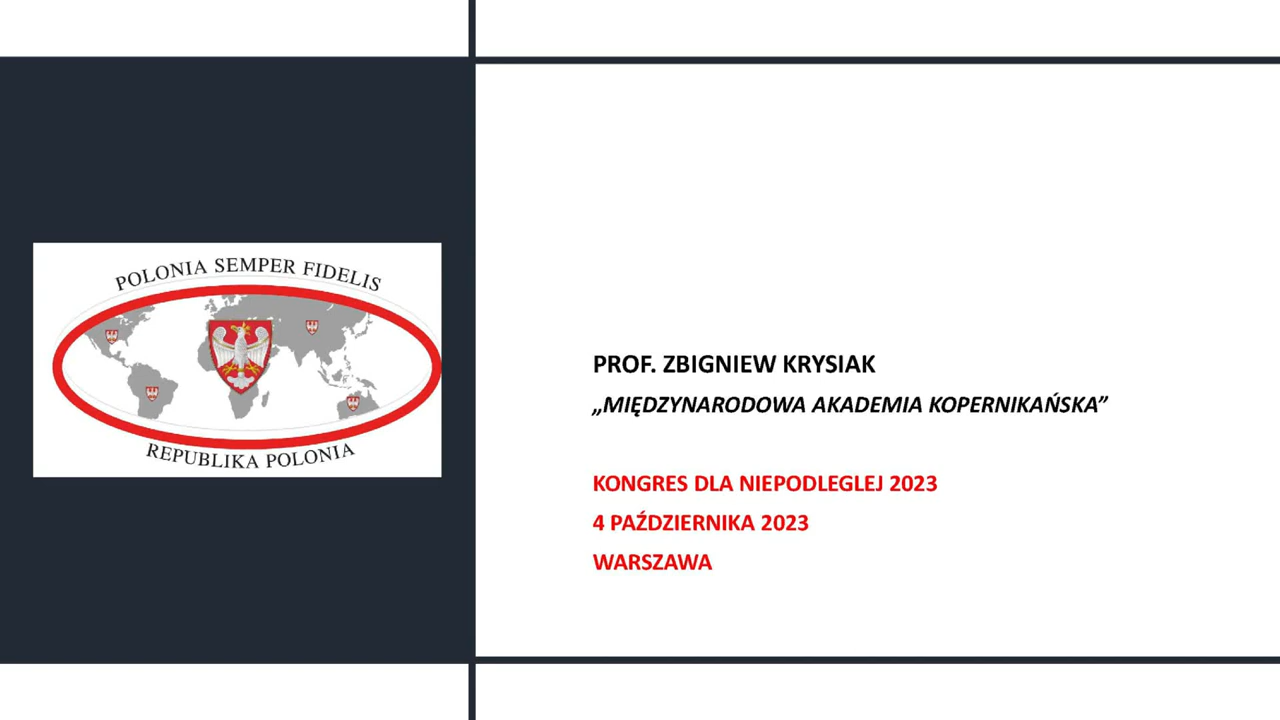 POLONIA SEMPER FIDELIS
REPUBLIKA POLONIA
PROF. ZBIGNIEW KRYSIAK
„MIĘDZYNARODOWA AKADEMIA KOPERNIKAŃSKA”
KONGRES DLA NIEPODLEGLEJ 2023
4 PAŹDZIERNIKA 2023
WARSZAWA